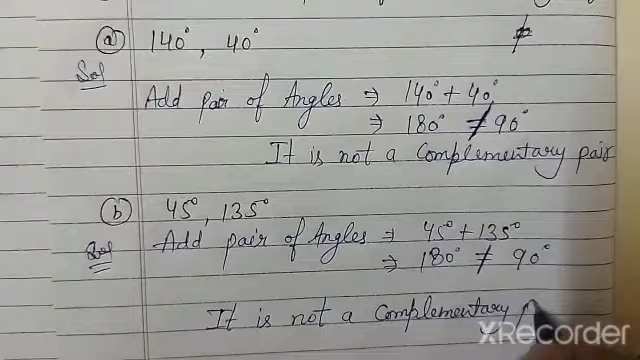 (a) 140°, 40°
Sol
Add pair of Angles ⇒ 140° + 40°
⇒ 180° ≠ 90°
It is not a Complementary pair
(b) 45°, 135°
Sol
Add pair of Angles ⇒ 45° + 135°
⇒ 180° ≠ 90°
It is not a Complementary
XRecorder